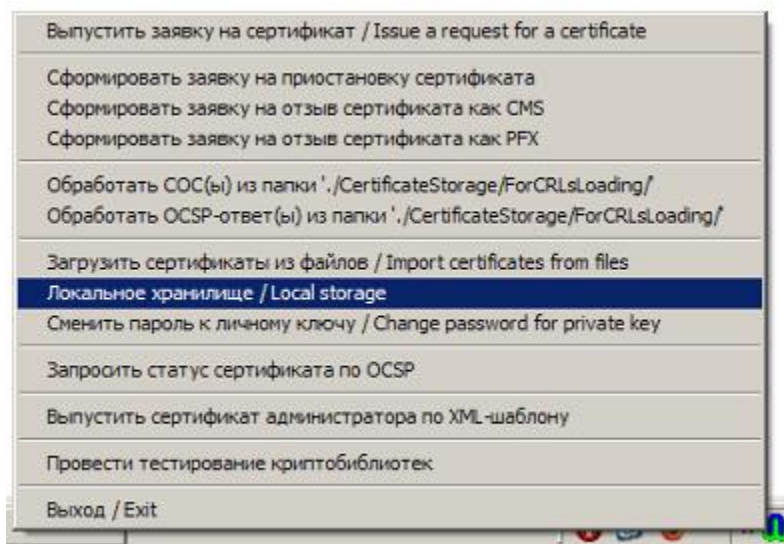 Выпустить заявку на сертификат / Issue a request for a certificate
Сформировать заявку на приостановку сертификата
Сформировать заявку на отзыв сертификата как CMS
Сформировать заявку на отзыв сертификата как PFX
Обработать СОС(ы) из папки './CertificateStorage/ForCRLsLoading/'
Обработать OCSP-ответ(ы) из папки './CertificateStorage/ForCRLsLoading/'
Загрузить сертификаты из файлов / Import certificates from files
Локальное хранилище / Local storage
Сменить пароль к личному ключу / Change password for private key
Запросить статус сертификата по OCSP
Выпустить сертификат администратора по XML-шаблону
Провести тестирование криптобиблиотек
Выход / Exit